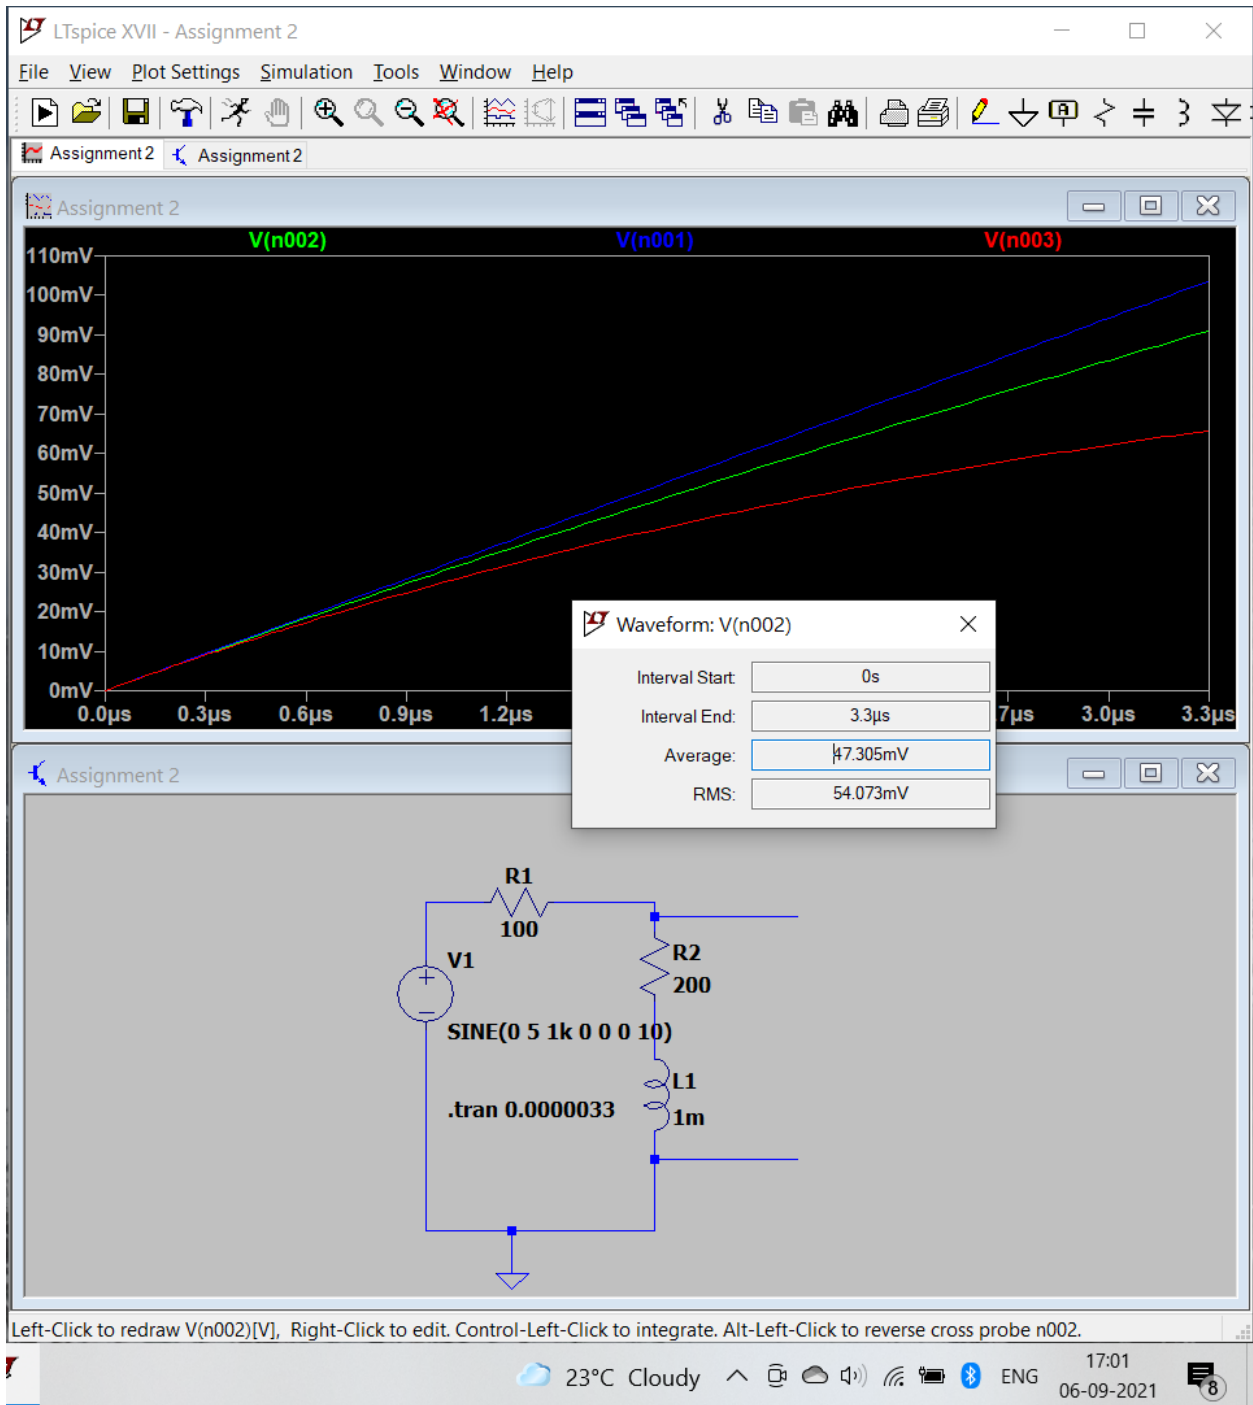 LTspice XVII - Assignment 2
File View Plot Settings Simulation Tools Window Help
Assignment 2 Assignment 2
Assignment 2
V(n002) V(n001) V(n003)
110mV
100mV
90mV
80mV
70mV
60mV
50mV
40mV
30mV
20mV
10mV
0mV
0.0µs 0.3µs 0.6µs 0.9µs 1.2µs 7µs 3.0µs 3.3µs
Waveform: V(n002)
Interval Start: 0s
Interval End: 3.3µs
Average: 47.305mV
RMS: 54.073mV
Assignment 2
R1
100
V1
R2
200
SINE(0 5 1k 0 0 0 10)
L1
.tran 0.0000033
1m
Left-Click to redraw V(n002)[V], Right-Click to edit. Control-Left-Click to integrate. Alt-Left-Click to reverse cross probe n002.
23°C Cloudy ENG 17:01
06-09-2021 8